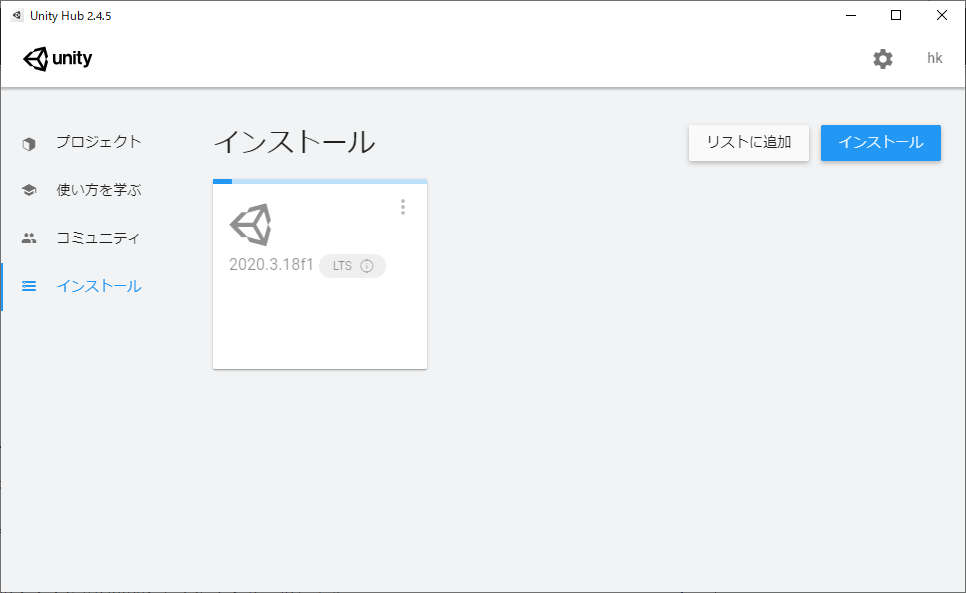 Unity Hub 2.4.5
unity
hk
プロジェクト
使い方を学ぶ
コミュニティ
インストール
インストール
リストに追加
インストール
2020.3.18f1 LTS